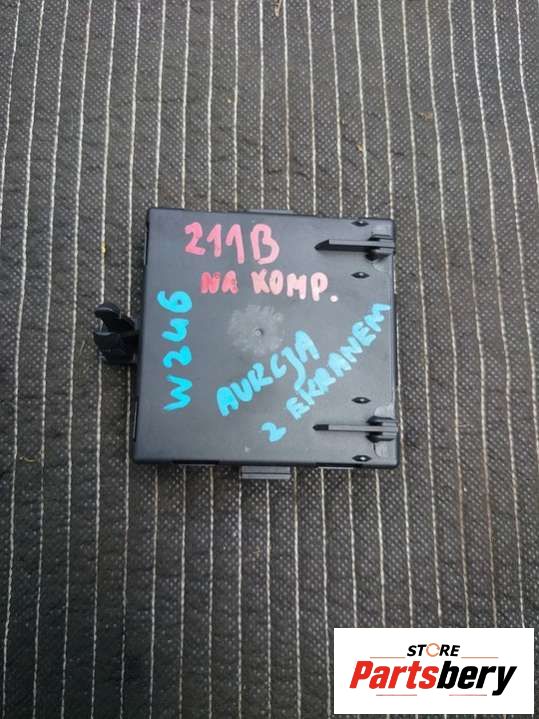 211B
NA KOMP.
W246
AUKCJA
Z EKRANEM
STORE
Partsbery